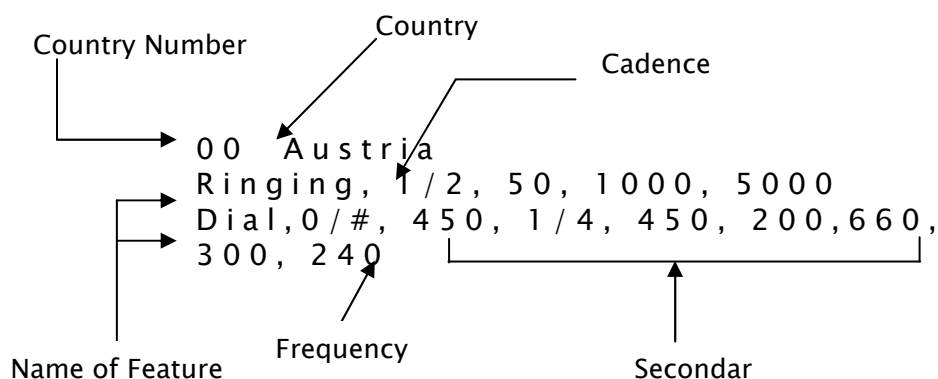 Country Number
Country
Cadence
00 Austria
Ringing, 1/2, 50, 1000, 5000
Dial,0/#, 450, 1/4, 450, 200,660,
300, 240
Name of Feature
Frequency
Secondar